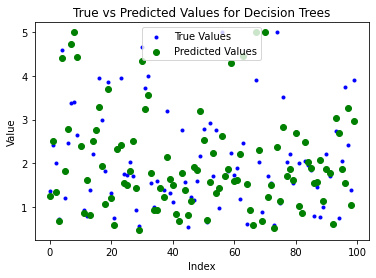 True vs Predicted Values for Decision Trees
True Values
Predicted Values
Value
5
4
3
2
1
0
20
40
60
80
100
Index